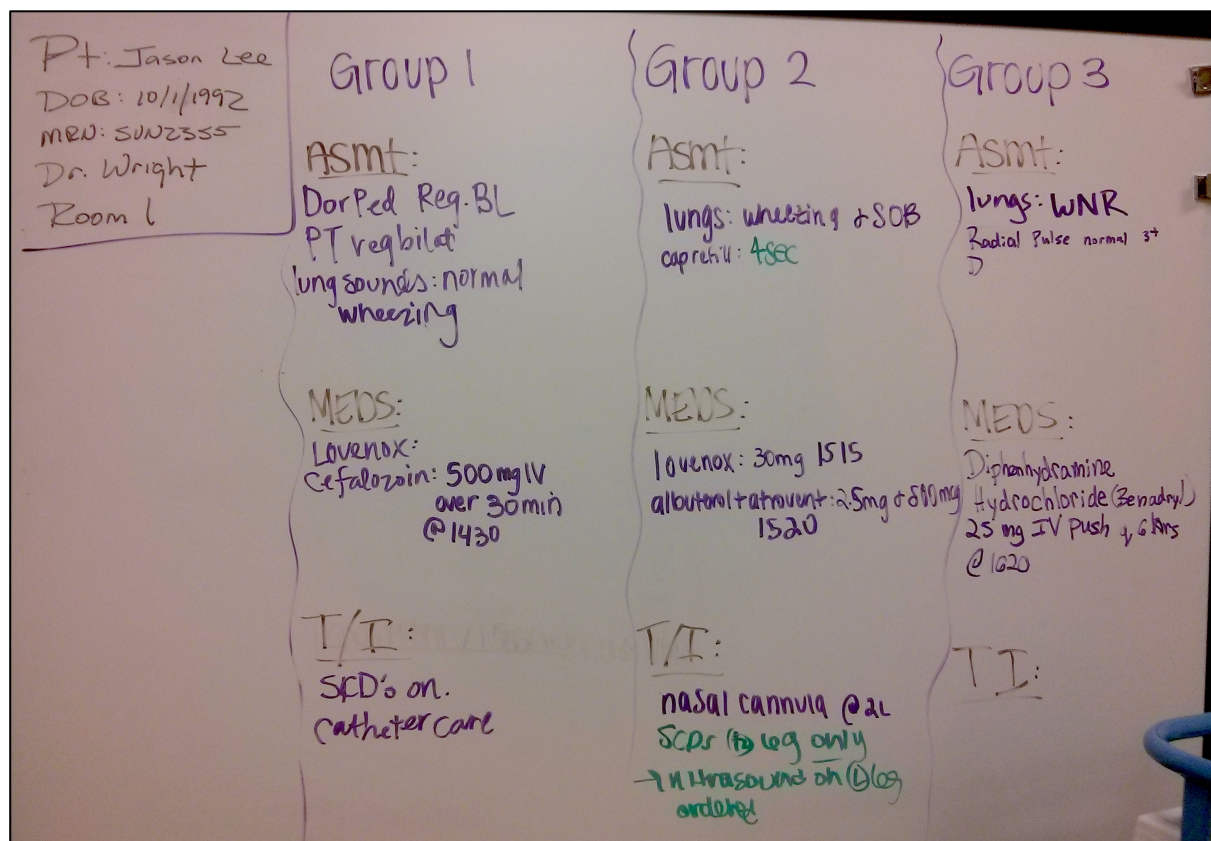 Pt: Jason Lee
DOB: 10/1/1992
MRN: SUN2355
Dr. Wright
Room 1
Group 1
Asmt:
DorPed Reg. BL
PT reg bilat
lung sounds: normal
wheezing
MEDS:
Lovenox:
Cefalozoin: 500mg IV
over 30min
@1430
T/I:
SCD's on.
catheter care
Group 2
Asmt:
lungs: wheezing & SOB
cap refill: 4sec
MEDS:
lovenox: 30mg 1515
albuterol + atrovent: 2.5mg & 500mg
1520
T/I:
nasal cannula @ 2L
SCDs leg only
→ ultrasound on Ⓛ leg
ordered
Group 3
Asmt:
lungs: WNR
Radial Pulse normal 3+
D
MEDS:
Diphenhydramine
Hydrochloride (Benadryl)
25 mg IV Push q 6 hrs
@ 1620
TI: